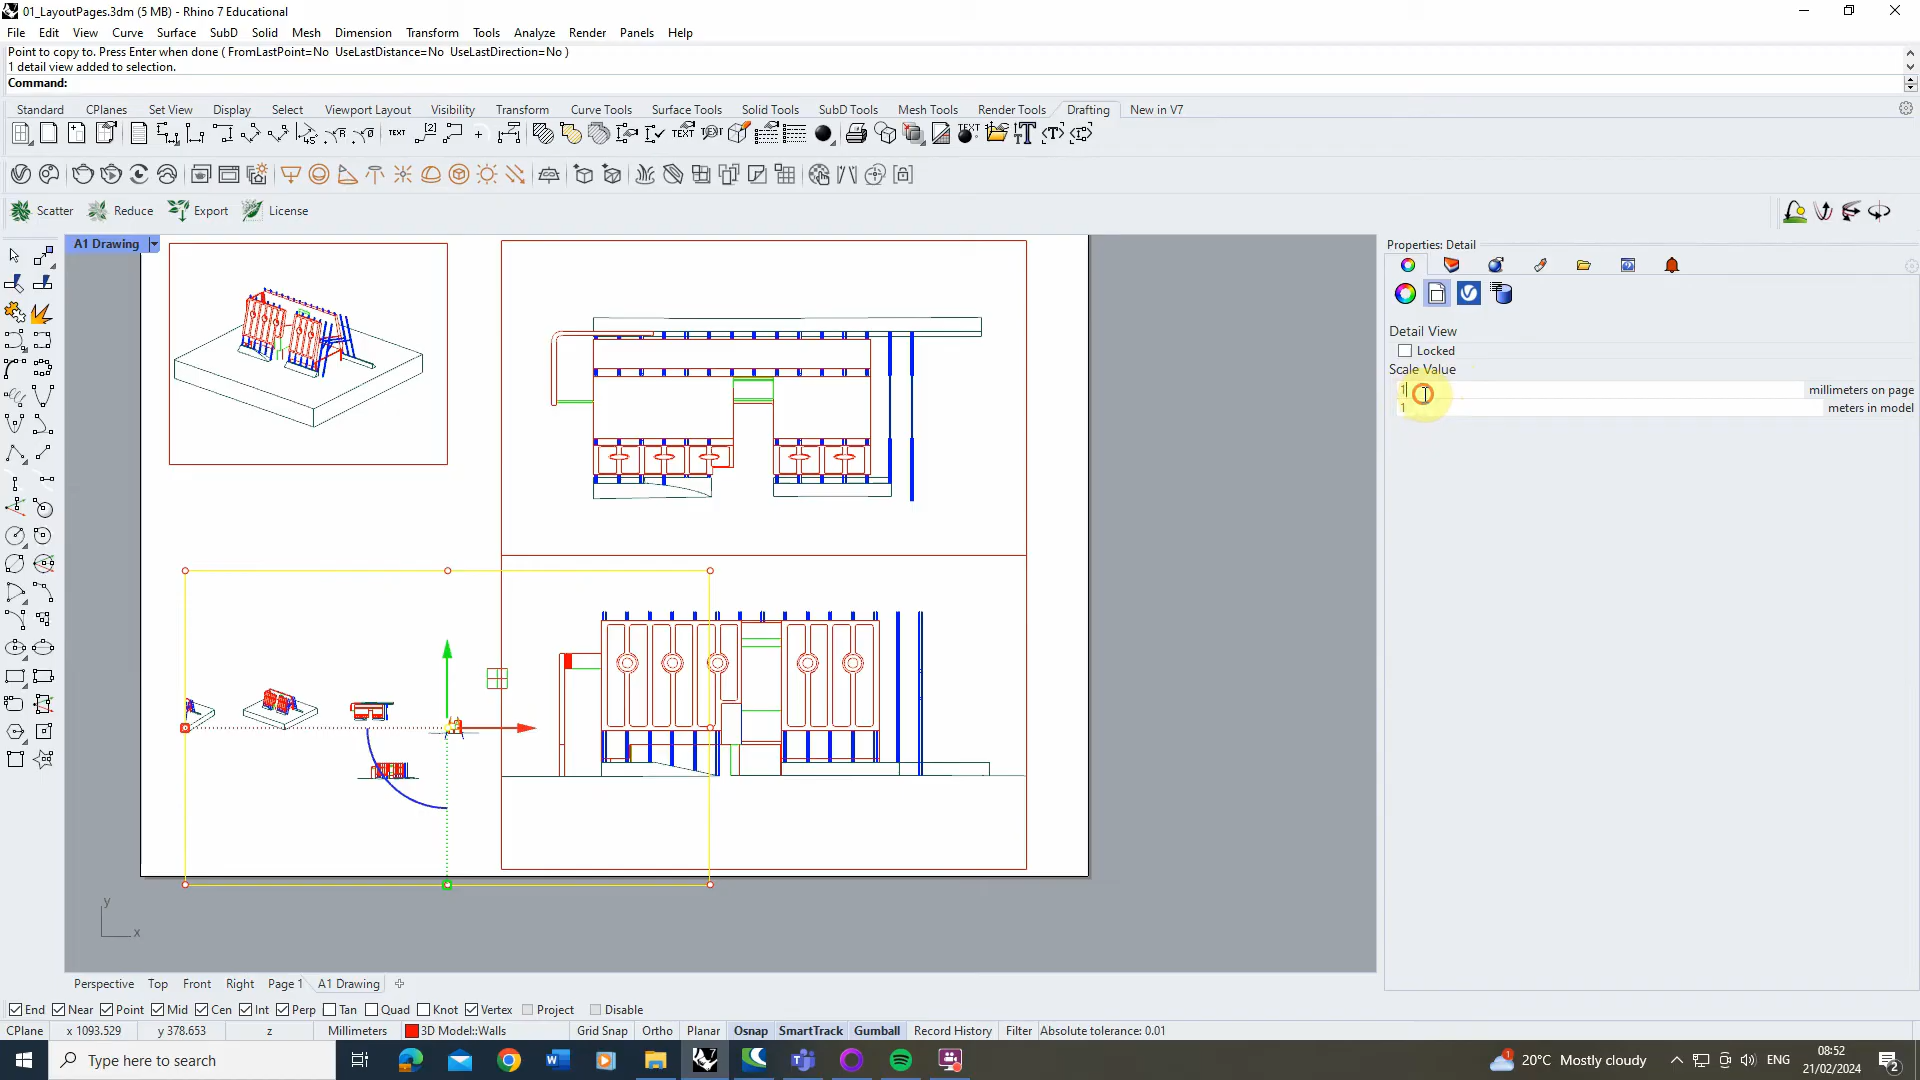 01_LayoutPages.3dm (5 MB) - Rhino 7 Educational
File Edit View Curve Surface SubD Solid Mesh Dimension Transform Tools Analyze Render Panels Help
Point to copy to. Press Enter when done ( FromLastPoint=No UseLastDistance=No UseLastDirection=No )
1 detail view added to selection.
Command:
Standard CPlanes Set View Display Select Viewport Layout Visibility Transform Curve Tools Surface Tools Solid Tools SubD Tools Mesh Tools Render Tools Drafting New in V7
Scatter Reduce Export License
A1 Drawing
Properties: Detail
Detail View
Locked
Scale Value
1 millimeters on page
1 meters in model
y
x
Perspective Top Front Right Page 1 A1 Drawing
End Near Point Mid Cen Int Perp Tan Quad Knot Vertex Project Disable
CPlane x 1093.529 y 378.653 z Millimeters 3D Model::Walls Grid Snap Ortho Planar Osnap SmartTrack Gumball Record History Filter Absolute tolerance: 0.01
Type here to search
20°C Mostly cloudy
ENG
08:52
21/02/2024